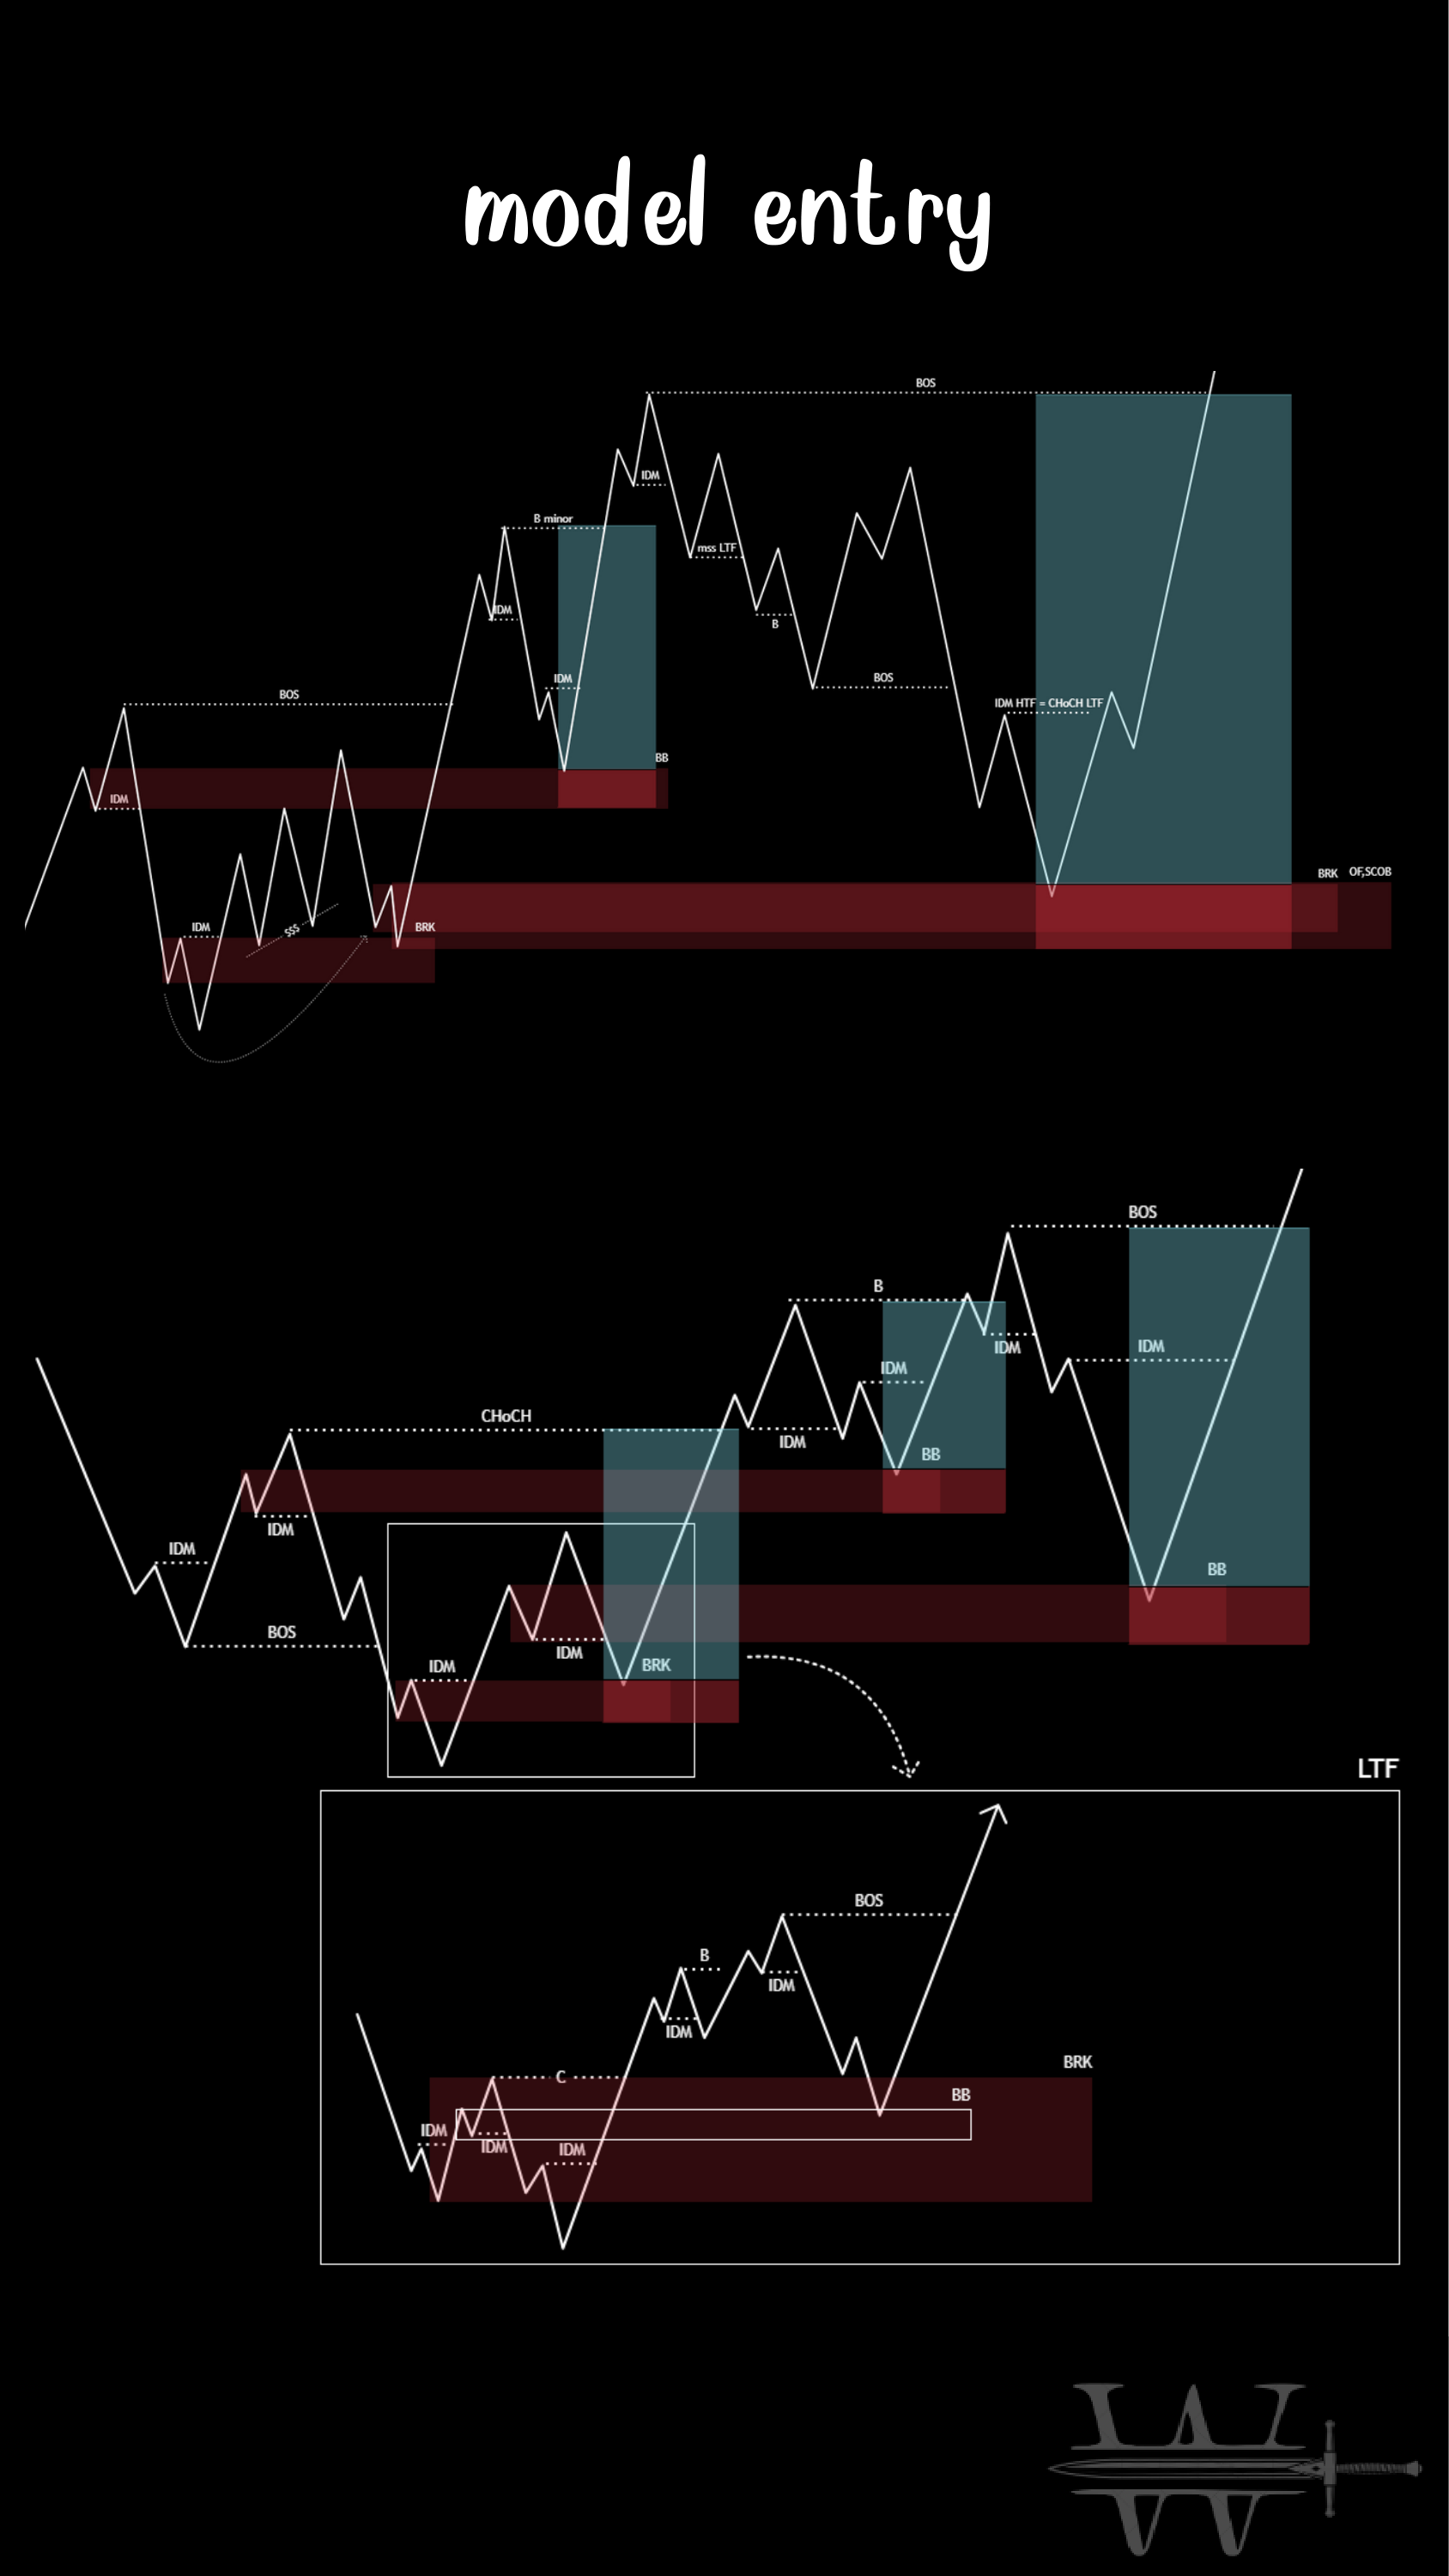 model entry
BOS
IDM
B minor
mss LTF
IDM
B
IDM
BOS
BOS
IDM HTF = CHoCH LTF
BB
IDM
BRK
OF,SCOB
IDM
$$$
BRK
BOS
B
IDM
IDM
IDM
CHoCH
IDM
BB
IDM
IDM
BB
BOS
IDM
IDM
BRK
LTF
BOS
B
IDM
IDM
BRK
C
BB
IDM
IDM
IDM
W